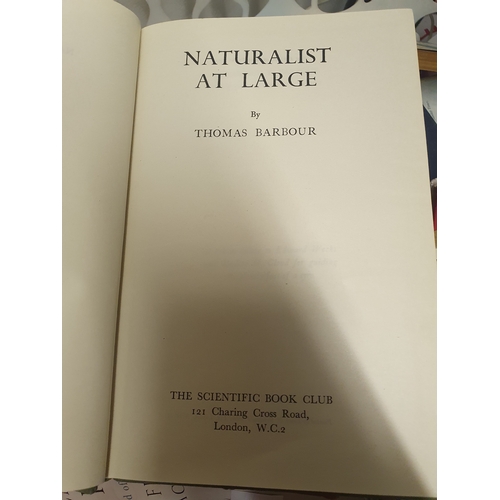 NATURALIST
AT LARGE
By
THOMAS BARBOUR
THE SCIENTIFIC BOOK CLUB
121 Charing Cross Road,
London, W.C.2